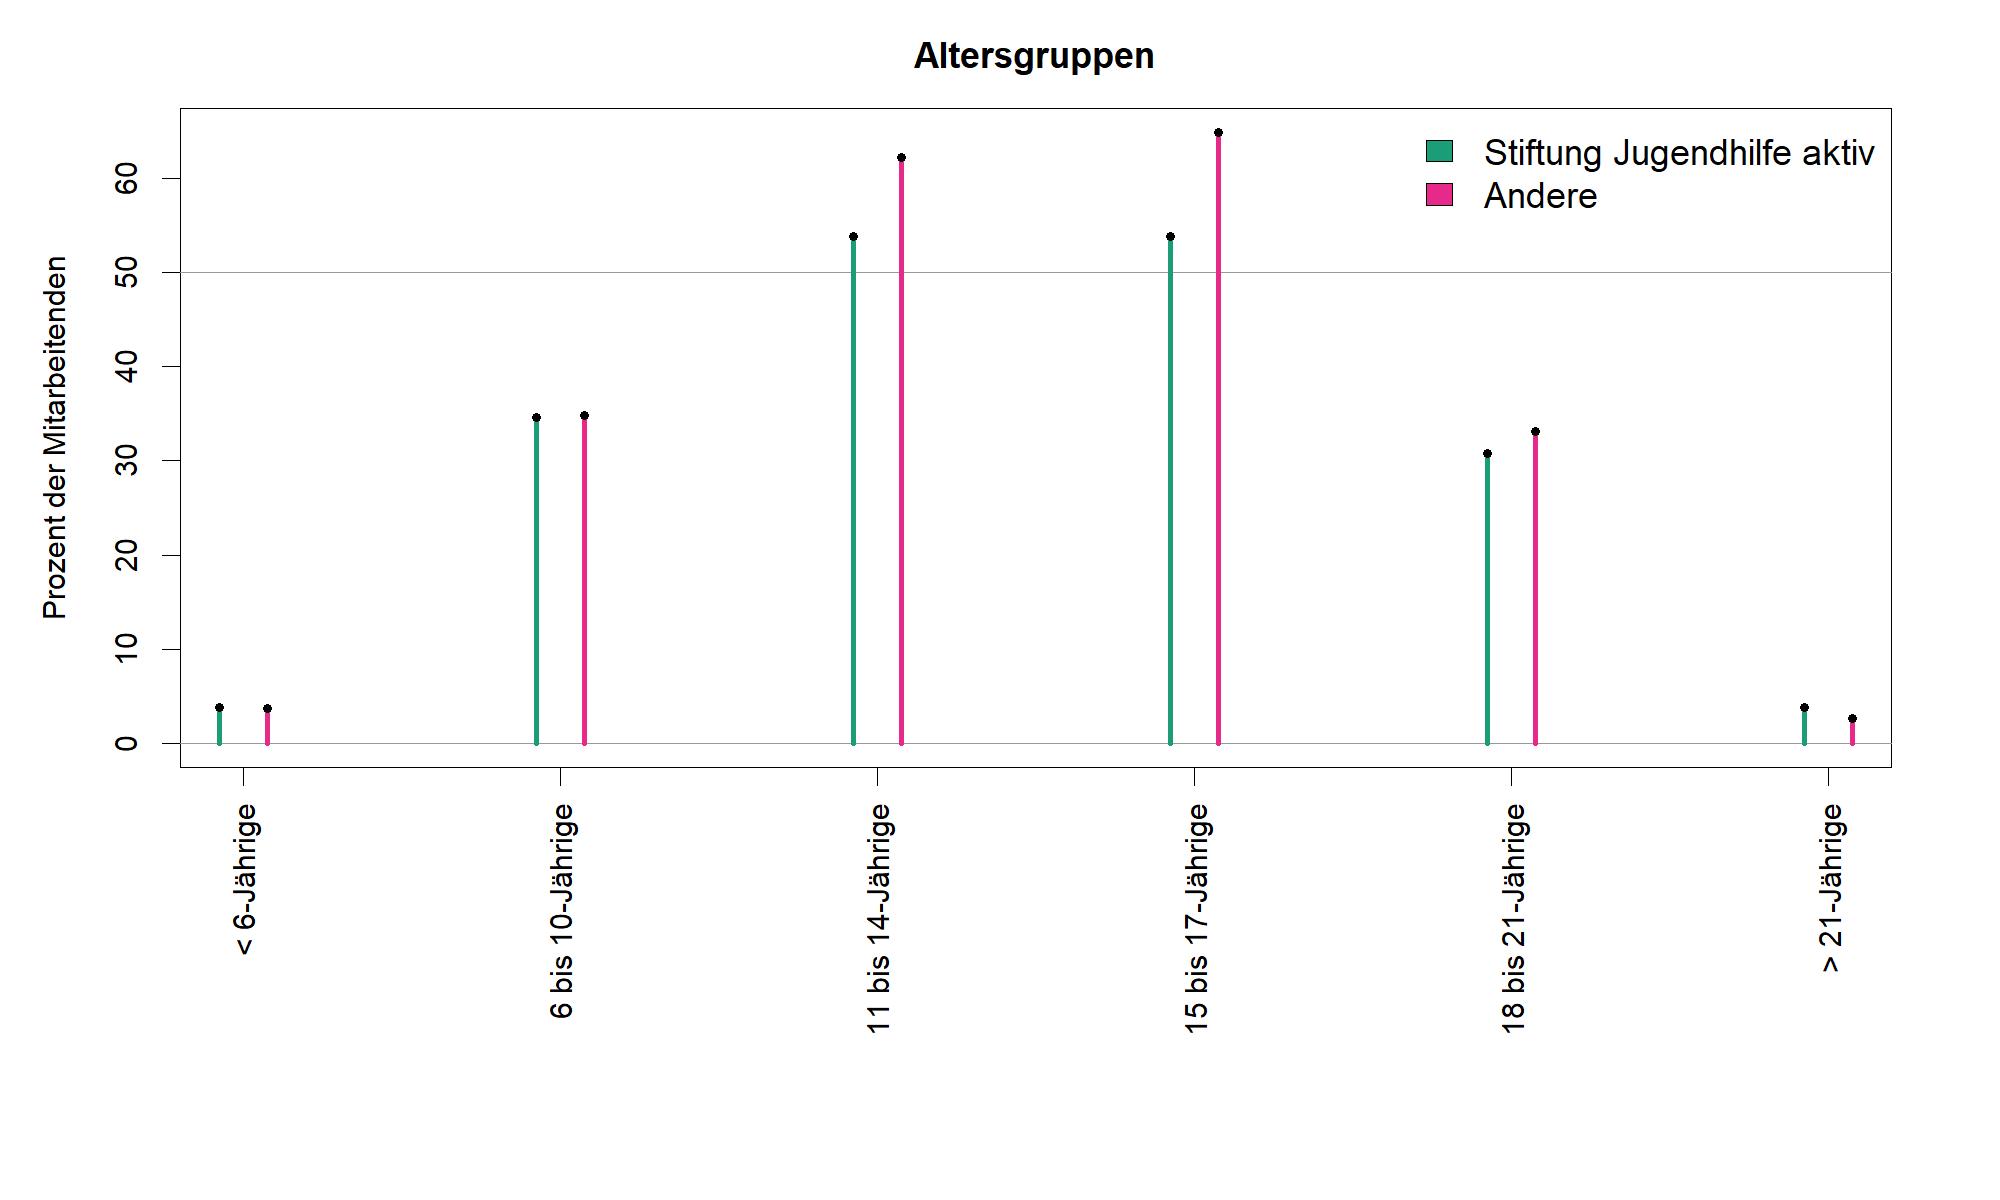 Altersgruppen
Stiftung Jugendhilfe aktiv
Andere
Prozent der Mitarbeitenden
60
50
40
30
20
10
0
< 6-Jährige
6 bis 10-Jährige
11 bis 14-Jährige
15 bis 17-Jährige
18 bis 21-Jährige
> 21-Jährige